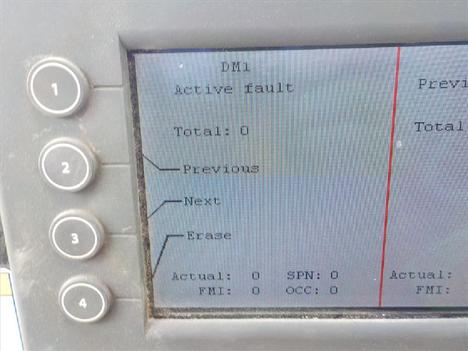 DM1
Active fault
Total: 0
Previous
Next
Erase
Actual: 0 SPN: 0
FMI: 0 OCC: 0
Previ
Total
Actual:
FMI:
1
2
3
4